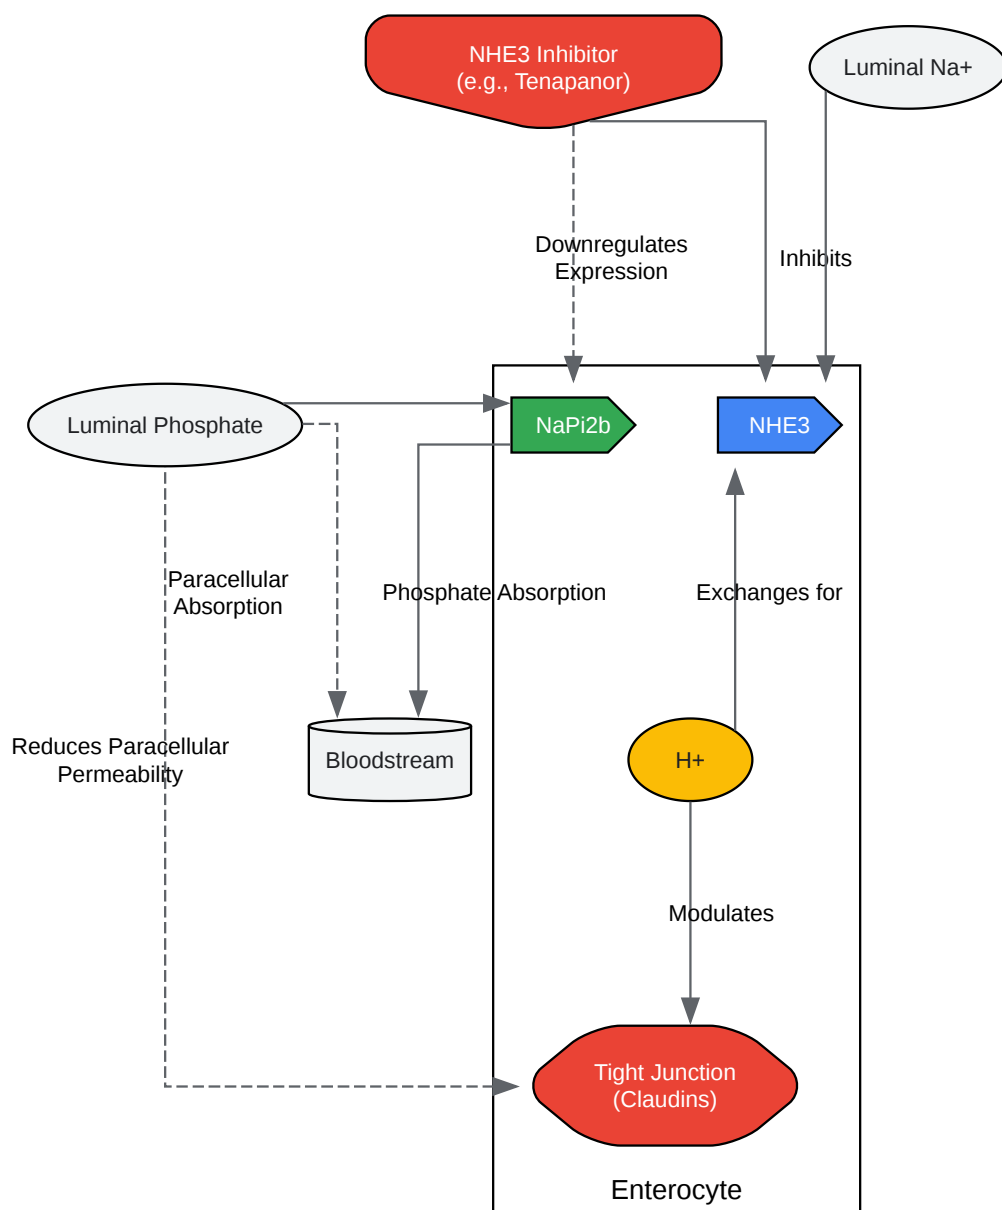 NHE3 Inhibitor
(e.g., Tenapanor)
Luminal Na+
Downregulates
Expression
Inhibits
Luminal Phosphate
NaPi2b
NHE3
Paracellular
Absorption
Phosphate Absorption
Exchanges for
Reduces Paracellular
Permeability
Bloodstream
H+
Modulates
Tight Junction
(Claudins)
Enterocyte